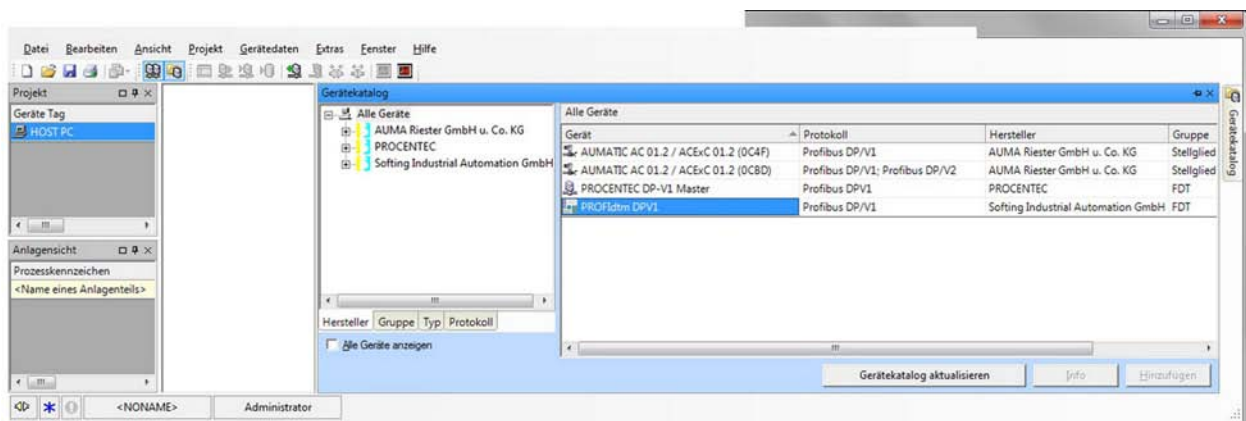 Datei Bearbeiten Ansicht Projekt Gerätedaten Extras Fenster Hilfe
Projekt
Geräte Tag
HOST PC
Anlagensicht
Prozesskennzeichen
<Name eines Anlagenteils>
Gerätekatalog
Alle Geräte
AUMA Riester GmbH u. Co. KG
PROCENTEC
Softing Industrial Automation GmbH
Hersteller Gruppe Typ Protokoll
Alle Geräte anzeigen
Alle Geräte
Gerät Protokoll Hersteller Gruppe
AUMATIC AC 01.2 / ACExC 01.2 (0C4F) Profibus DP/V1 AUMA Riester GmbH u. Co. KG Stellglied
AUMATIC AC 01.2 / ACExC 01.2 (0CBD) Profibus DP/V1; Profibus DP/V2 AUMA Riester GmbH u. Co. KG Stellglied
PROCENTEC DP-V1 Master Profibus DPV1 PROCENTEC FDT
PROFIdtm DPV1 Profibus DP/V1 Softing Industrial Automation GmbH FDT
Gerätekatalog aktualisieren Info Hinzufügen
Gerätekatalog
<NONAME> Administrator